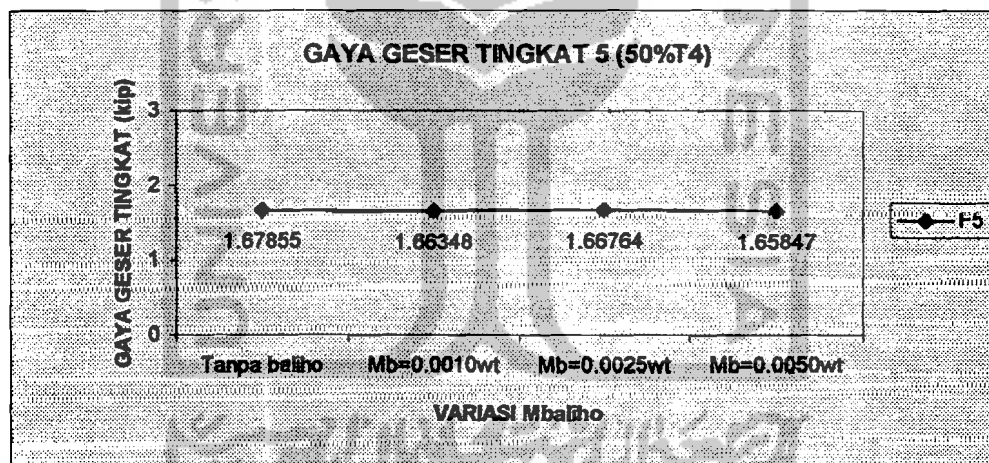 GAYA GESER TINGKAT 5 (50%T4)
GAYA GESER TINGKAT (kip)
3
2
1
0
1.67855 1.66348 1.66764 1.65847
F5
Tanpa baliho Mb=0.0010wt Mb=0.0025wt Mb=0.0050wt
VARIASI Mbaliho